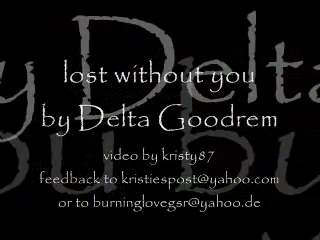 lost without you
by Delta Goodrem
video by kristy87
feedback to kristiespost@yahoo.com
or to burninglovegsr@yahoo.de